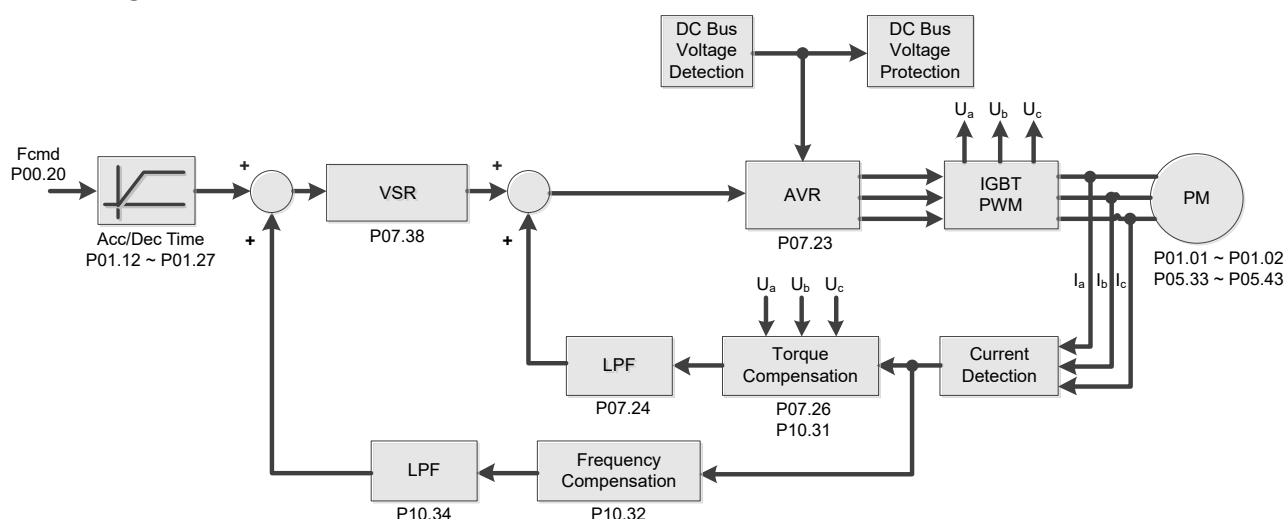 DC Bus
Voltage
Detection
DC Bus
Voltage
Protection
Ua Ub Uc
Fcmd
P00.20
+
+
VSR
P07.38
+
+
AVR
P07.23
IGBT
PWM
PM
Acc/Dec Time
P01.12 ~ P01.27
P01.01 ~ P01.02
P05.33 ~ P05.43
Ia Ib Ic
Ua Ub Uc
LPF
P07.24
Torque
Compensation
P07.26
P10.31
Current
Detection
LPF
P10.34
Frequency
Compensation
P10.32